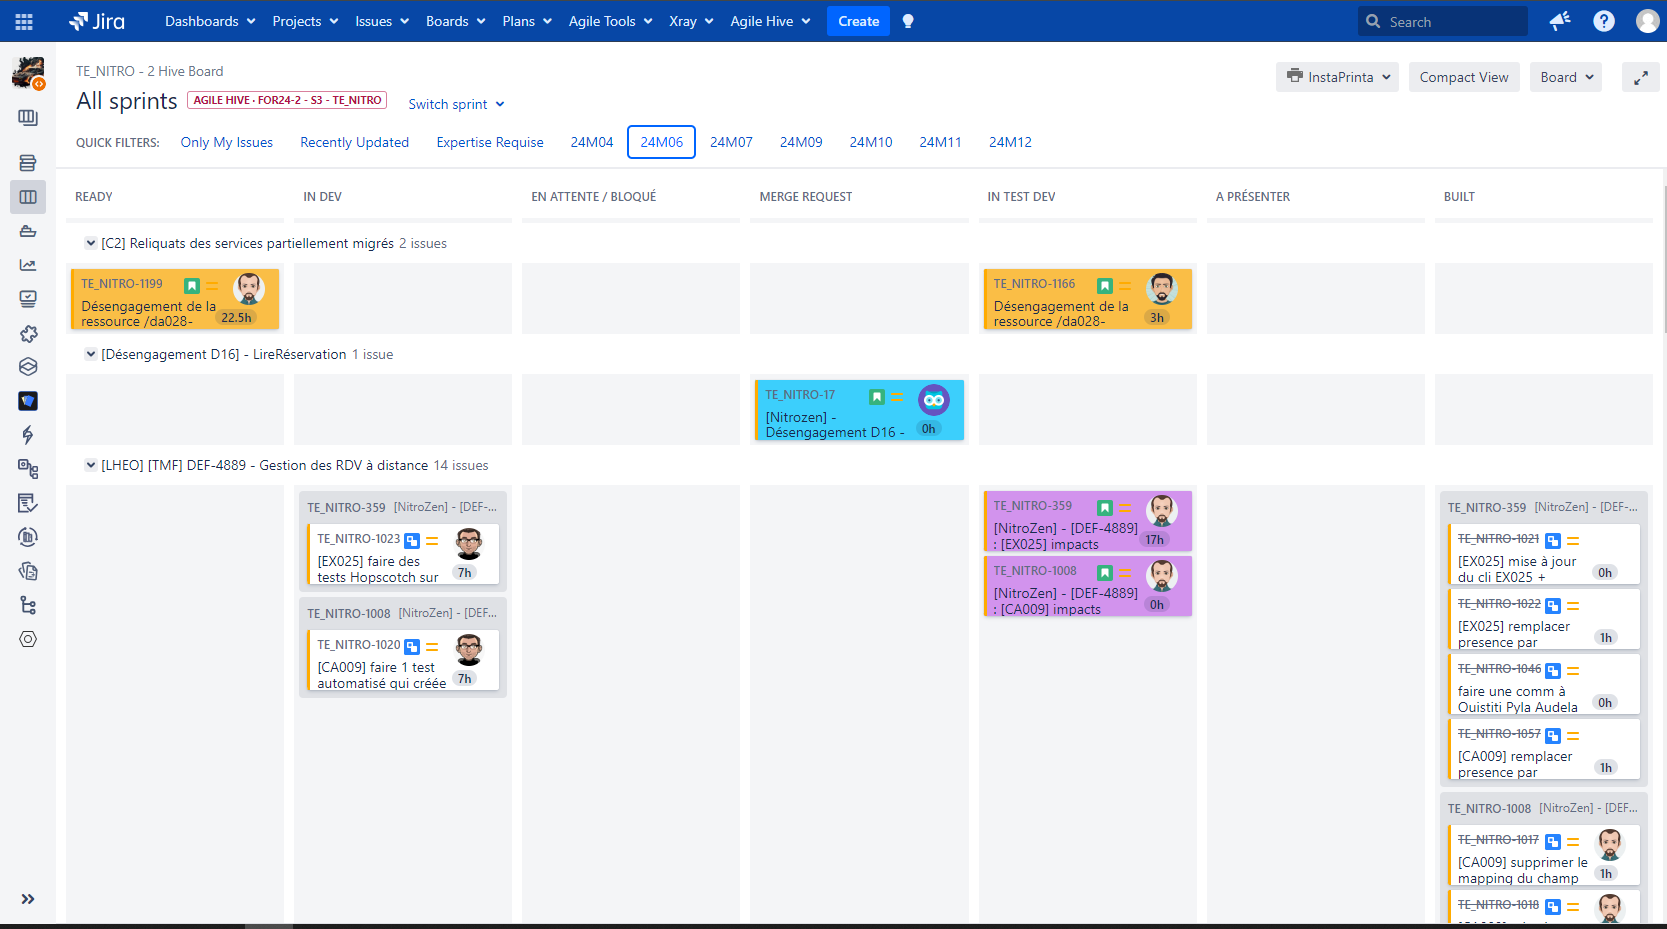 Jira
Dashboards
Projects
Issues
Boards
Plans
Agile Tools
Xray
Agile Hive
Create
Search
TE_NITRO - 2 Hive Board
All sprints
AGILE HIVE · FOR24-2 - S3 - TE_NITRO
Switch sprint
InstaPrinta
Compact View
Board
QUICK FILTERS:
Only My Issues
Recently Updated
Expertise Requise
24M04
24M06
24M07
24M09
24M10
24M11
24M12
READY
IN DEV
EN ATTENTE / BLOQUÉ
MERGE REQUEST
IN TEST DEV
A PRÉSENTER
BUILT
[C2] Reliquats des services partiellement migrés 2 issues
TE_NITRO-1199
Désengagement de la
ressource /da028-
22.5h
TE_NITRO-1166
Désengagement de la
ressource /da028-
3h
[Désengagement D16] - LireRéservation 1 issue
TE_NITRO-17
[Nitrozen] -
Désengagement D16 -
0h
[LHEO] [TMF] DEF-4889 - Gestion des RDV à distance 14 issues
TE_NITRO-359 [NitroZen] - [DEF-...
TE_NITRO-1023
[EX025] faire des
tests Hopscotch sur
7h
TE_NITRO-1008 [NitroZen] - [DEF...
TE_NITRO-1020
[CA009] faire 1 test
automatisé qui créée
7h
TE_NITRO-359
[NitroZen] - [DEF-4889]
: [EX025] impacts
17h
TE_NITRO-1008
[NitroZen] - [DEF-4889]
: [CA009] impacts
0h
TE_NITRO-359 [NitroZen] - [DEF-...
TE_NITRO-1021
[EX025] mise à jour
du cli EX025 +
0h
TE_NITRO-1022
[EX025] remplacer
presence par
1h
TE_NITRO-1046
faire une comm à
Ouistiti Pyla Audela
0h
TE_NITRO-1057
[CA009] remplacer
presence par
1h
TE_NITRO-1008 [NitroZen] - [DEF...
TE_NITRO-1017
[CA009] supprimer le
mapping du champ
1h
TE_NITRO-1018